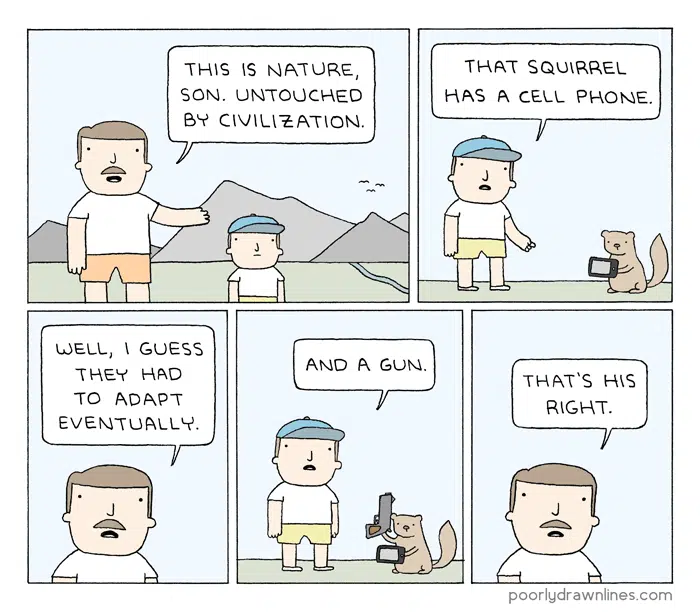 THIS IS NATURE,
SON. UNTOUCHED
BY CIVILIZATION.
THAT SQUIRREL
HAS A CELL PHONE.
WELL, I GUESS
THEY HAD
TO ADAPT
EVENTUALLY.
AND A GUN.
THAT'S HIS
RIGHT.
poorlydrawnlines.com